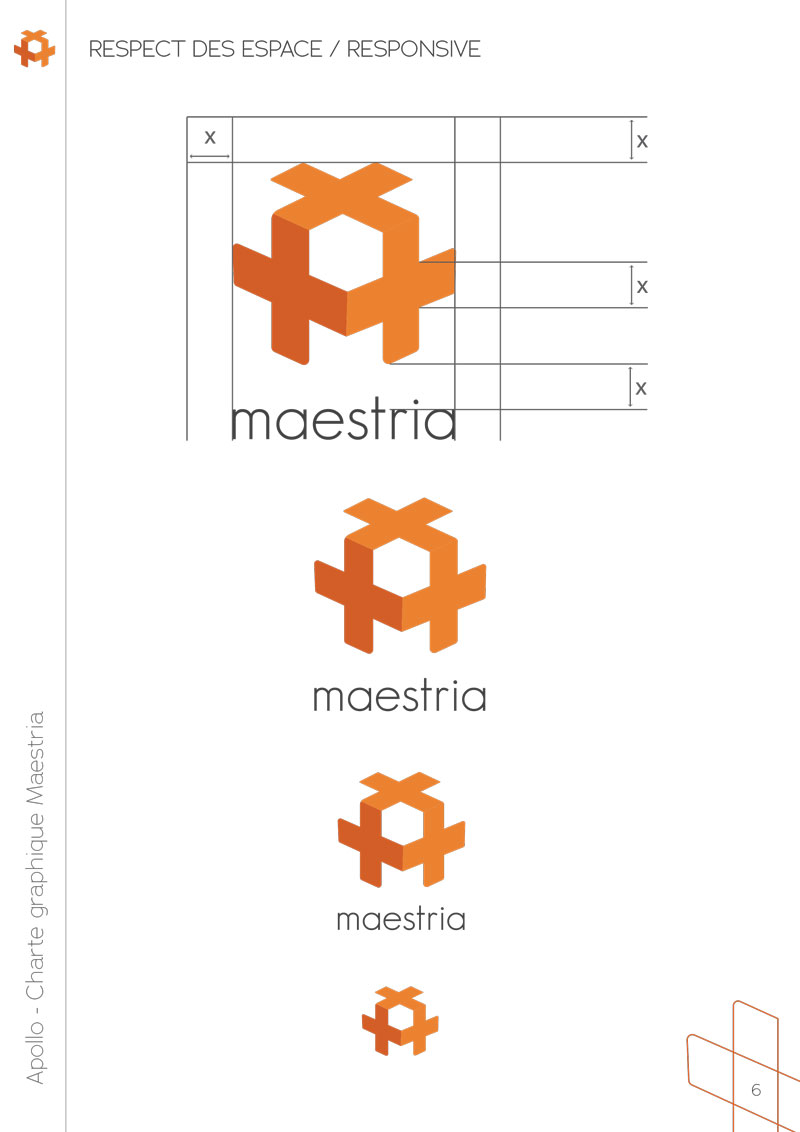 RESPECT DES ESPACE / RESPONSIVE
x
x
x
x
maestria
maestria
maestria
Apollo - Charte graphique Maestria
6